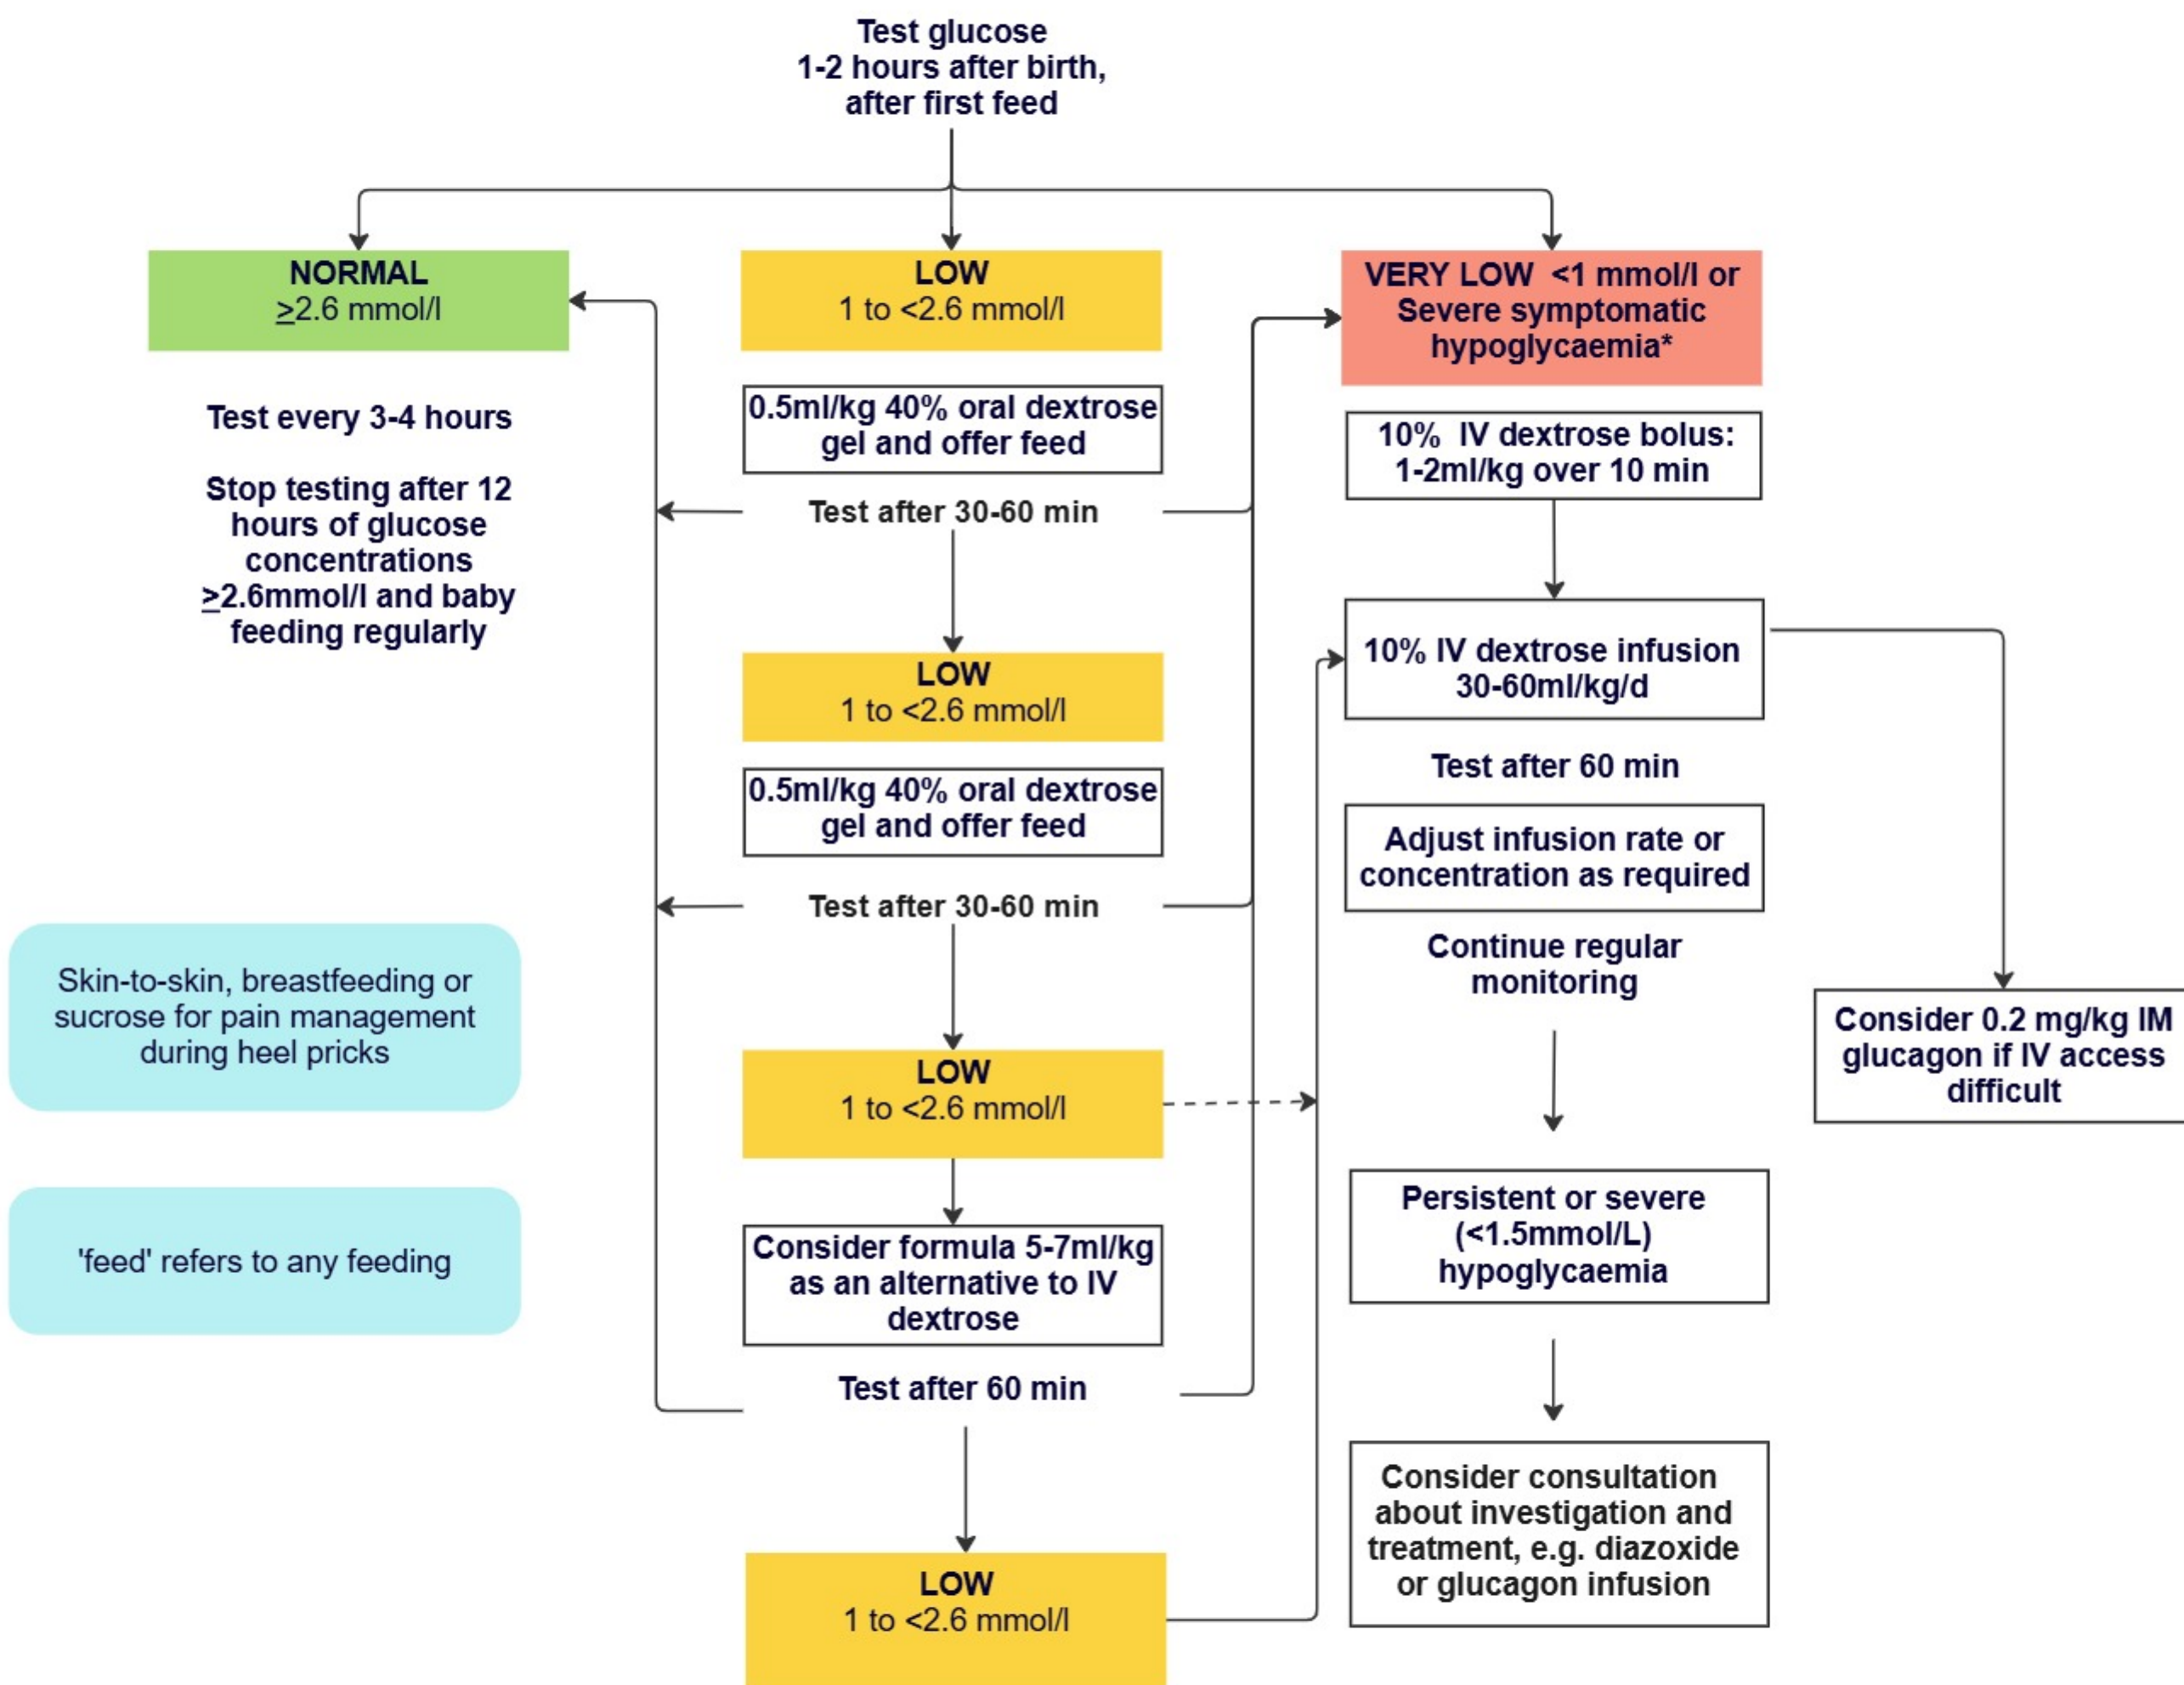 Test glucose
1-2 hours after birth,
after first feed
NORMAL
≥2.6 mmol/l
Test every 3-4 hours
Stop testing after 12
hours of glucose
concentrations
≥2.6mmol/l and baby
feeding regularly
Skin-to-skin, breastfeeding or
sucrose for pain management
during heel pricks
'feed' refers to any feeding
LOW
1 to <2.6 mmol/l
0.5ml/kg 40% oral dextrose
gel and offer feed
Test after 30-60 min
LOW
1 to <2.6 mmol/l
0.5ml/kg 40% oral dextrose
gel and offer feed
Test after 30-60 min
LOW
1 to <2.6 mmol/l
Consider formula 5-7ml/kg
as an alternative to IV
dextrose
Test after 60 min
LOW
1 to <2.6 mmol/l
VERY LOW <1 mmol/l or
Severe symptomatic
hypoglycaemia*
10% IV dextrose bolus:
1-2ml/kg over 10 min
10% IV dextrose infusion
30-60ml/kg/d
Test after 60 min
Adjust infusion rate or
concentration as required
Continue regular
monitoring
Persistent or severe
(<1.5mmol/L)
hypoglycaemia
Consider consultation
about investigation and
treatment, e.g. diazoxide
or glucagon infusion
Consider 0.2 mg/kg IM
glucagon if IV access
difficult